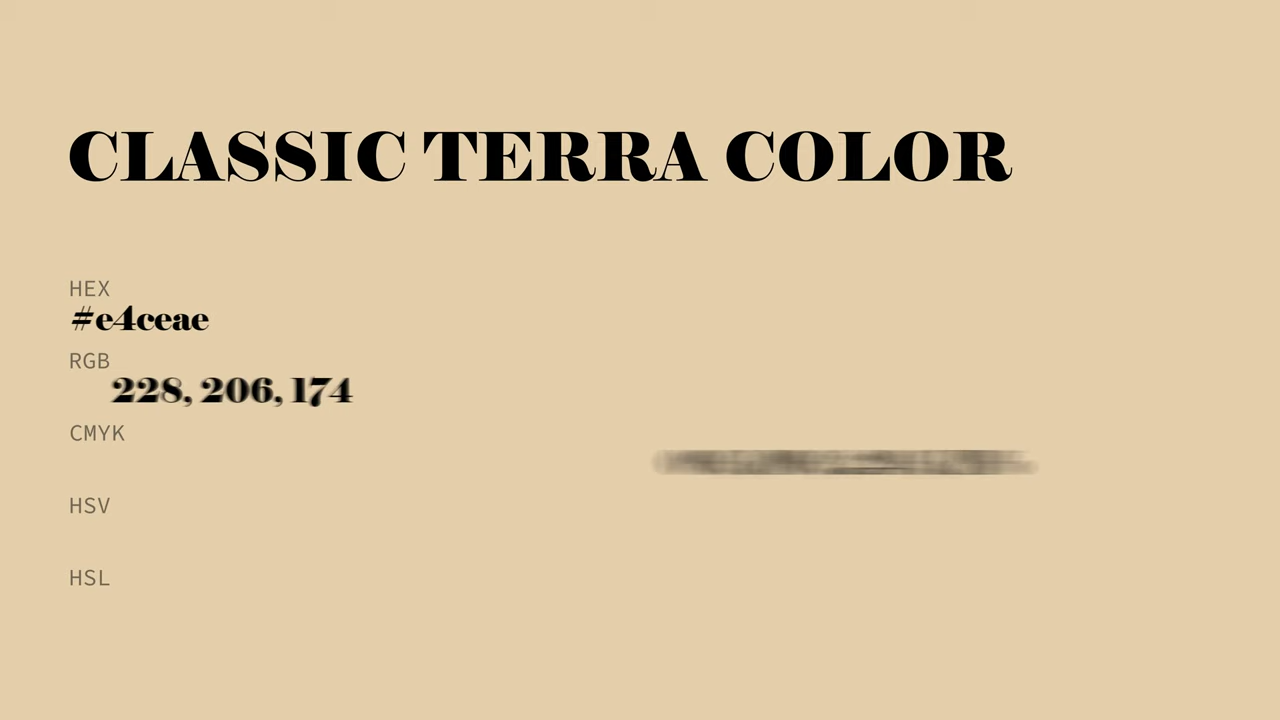 CLASSIC TERRA COLOR
HEX
#e4ceae
RGB
228, 206, 174
CMYK
HSV
HSL